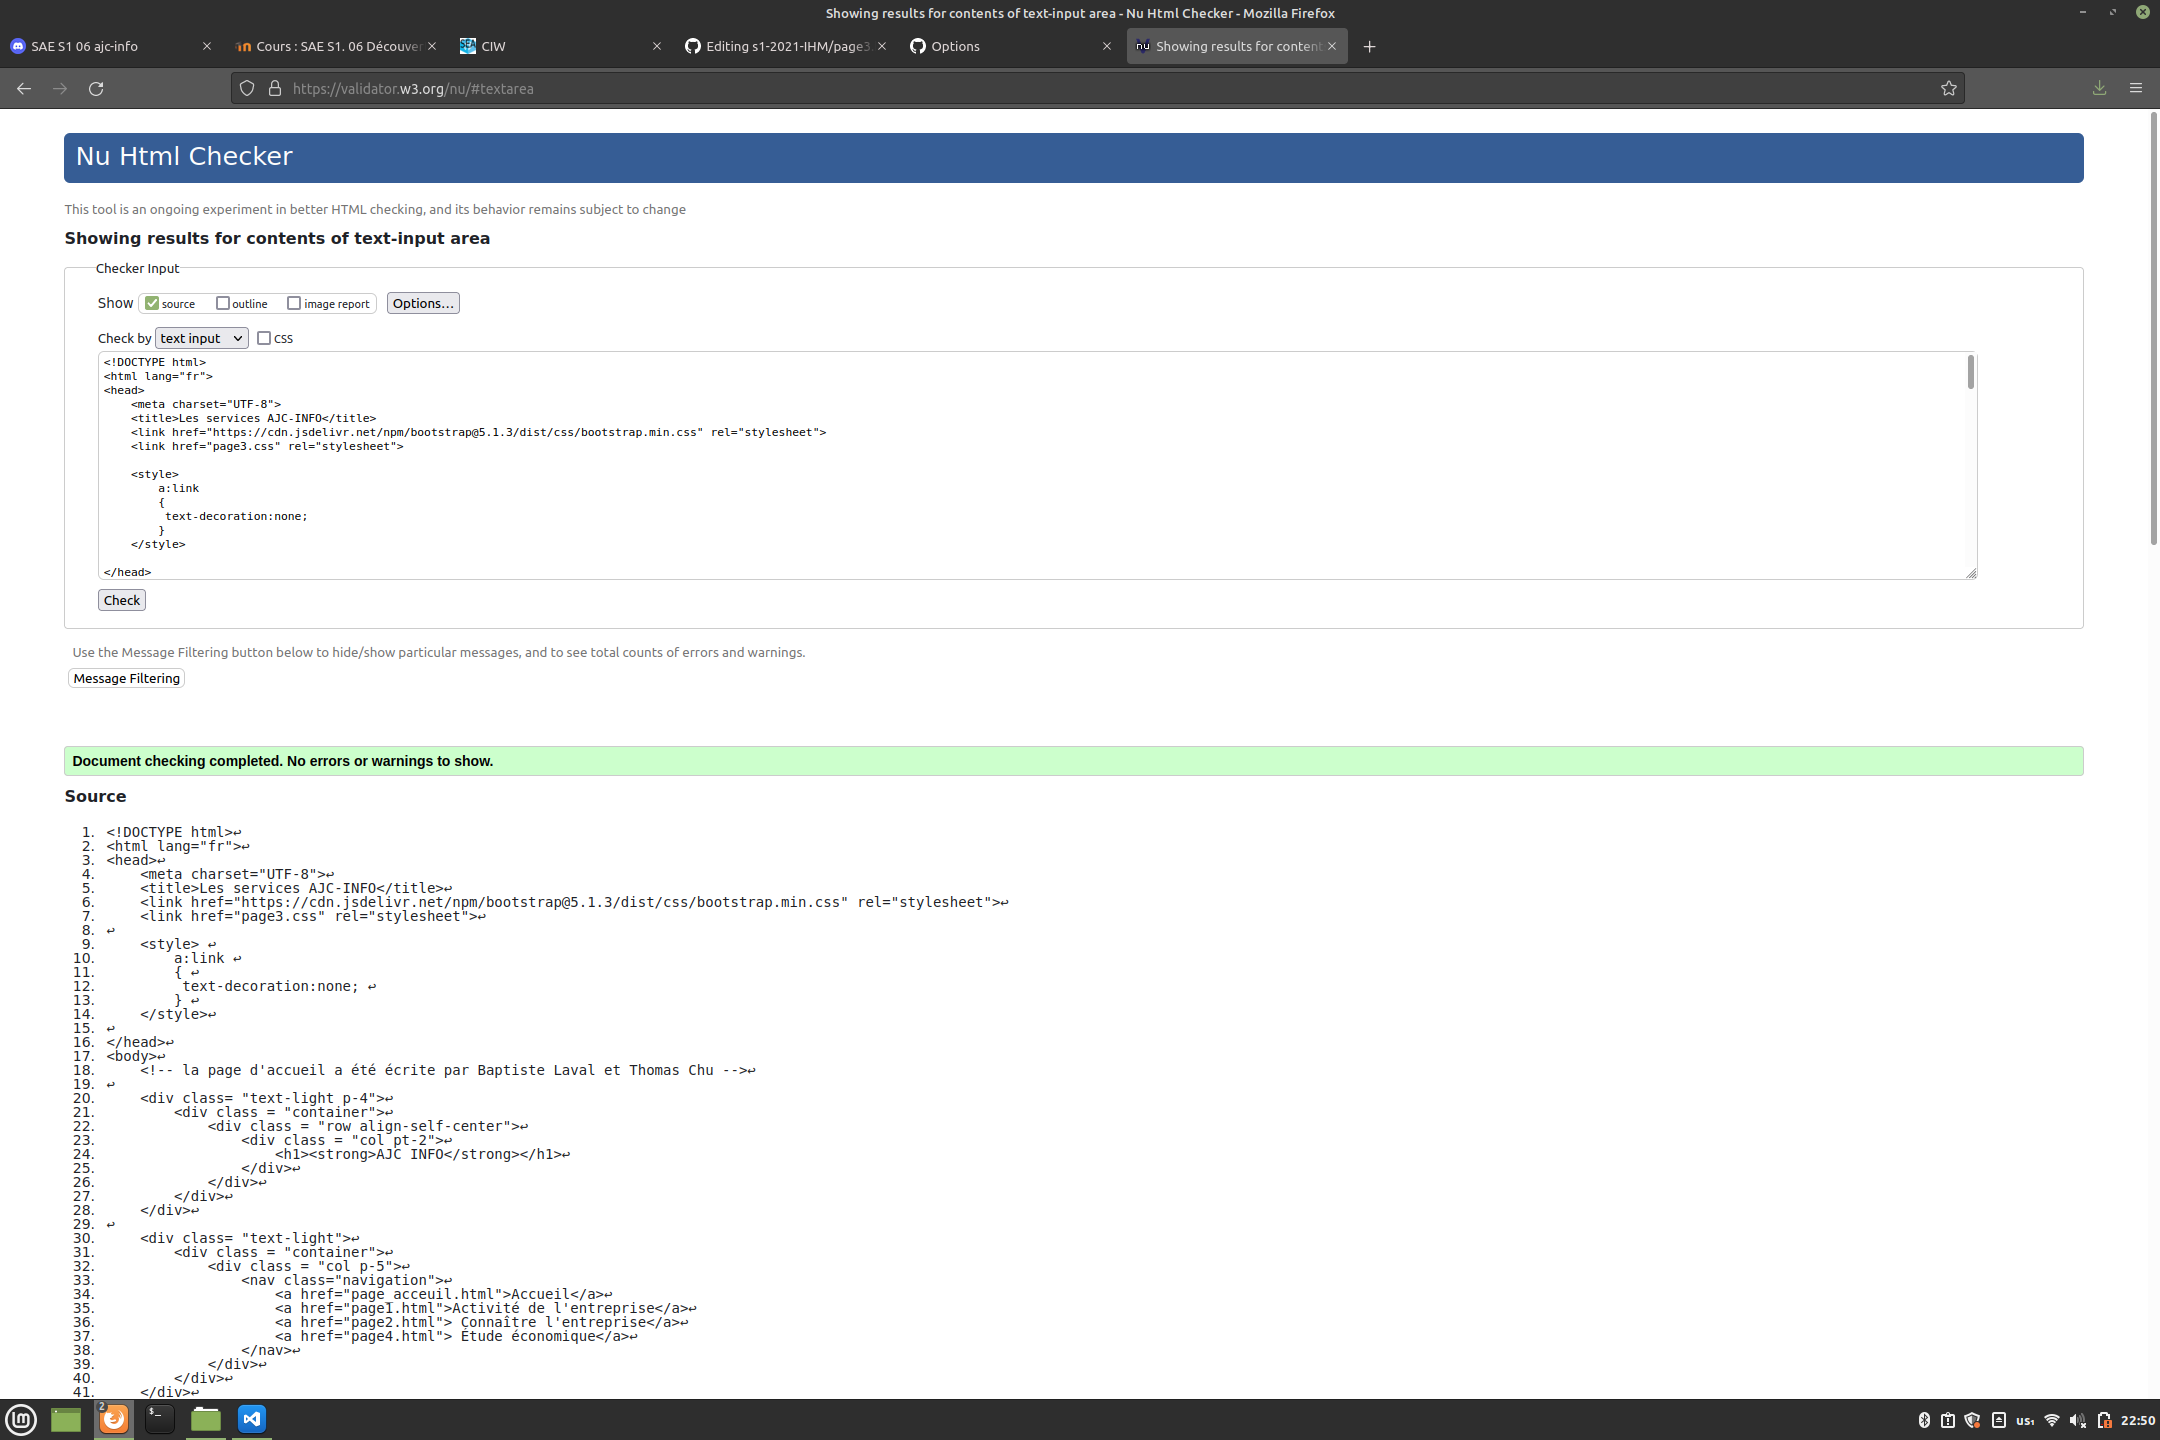 Showing results for contents of text-input area - Nu Html Checker - Mozilla Firefox
SAE S1 06 ajc-info
Cours : SAE S1. 06 Découver
CIW
Editing s1-2021-IHM/page3.
Options
Showing results for content
https://validator.w3.org/nu/#textarea
Nu Html Checker
This tool is an ongoing experiment in better HTML checking, and its behavior remains subject to change
Showing results for contents of text-input area
Checker Input
Show source outline image report Options...
Check by text input CSS
<!DOCTYPE html>
<html lang="fr">
<head>
    <meta charset="UTF-8">
    <title>Les services AJC-INFO</title>
    <link href="https://cdn.jsdelivr.net/npm/bootstrap@5.1.3/dist/css/bootstrap.min.css" rel="stylesheet">
    <link href="page3.css" rel="stylesheet">
    <style>
        a:link
        {
         text-decoration:none;
        }
    </style>
</head>
Check
Use the Message Filtering button below to hide/show particular messages, and to see total counts of errors and warnings.
Message Filtering
Document checking completed. No errors or warnings to show.
Source
1. <!DOCTYPE html>↩
2. <html lang="fr">↩
3. <head>↩
4.     <meta charset="UTF-8">↩
5.     <title>Les services AJC-INFO</title>↩
6.     <link href="https://cdn.jsdelivr.net/npm/bootstrap@5.1.3/dist/css/bootstrap.min.css" rel="stylesheet">↩
7.     <link href="page3.css" rel="stylesheet">↩
8. ↩
9.     <style> ↩
10.         a:link ↩
11.         { ↩
12.          text-decoration:none; ↩
13.         } ↩
14.     </style>↩
15. ↩
16. </head>↩
17. <body>↩
18.     <!-- la page d'accueil a été écrite par Baptiste Laval et Thomas Chu -->↩
19. ↩
20.     <div class= "text-light p-4">↩
21.         <div class = "container">↩
22.             <div class = "row align-self-center">↩
23.                 <div class = "col pt-2">↩
24.                     <h1><strong>AJC INFO</strong></h1>↩
25.                 </div>↩
26.             </div>↩
27.         </div>↩
28.     </div>↩
29. ↩
30.     <div class= "text-light">↩
31.         <div class = "container">↩
32.             <div class = "col p-5">↩
33.                 <nav class="navigation">↩
34.                     <a href="page_acceuil.html">Accueil</a>↩
35.                     <a href="page1.html">Activité de l'entreprise</a>↩
36.                     <a href="page2.html"> Connaître l'entreprise</a>↩
37.                     <a href="page4.html"> Étude économique</a>↩
38.                 </nav>↩
39.             </div>↩
40.         </div>↩
41.     </div>↩
2
us₁
22:50